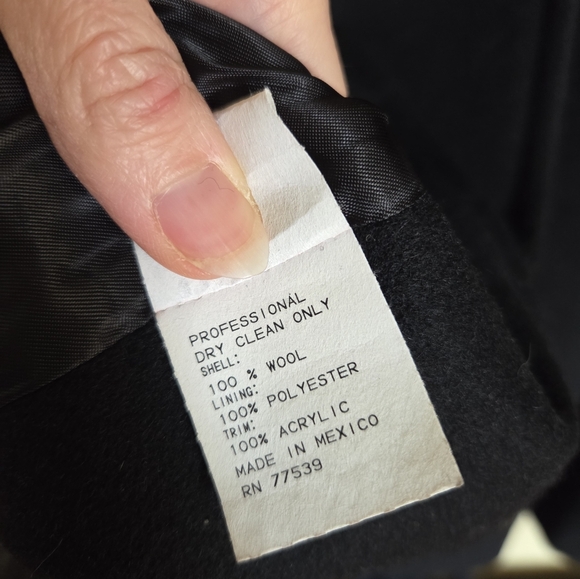 PROFESSIONAL
DRY CLEAN ONLY
SHELL:
100 % WOOL
LINING:
100% POLYESTER
TRIM:
100% ACRYLIC
MADE IN MEXICO
RN 77539